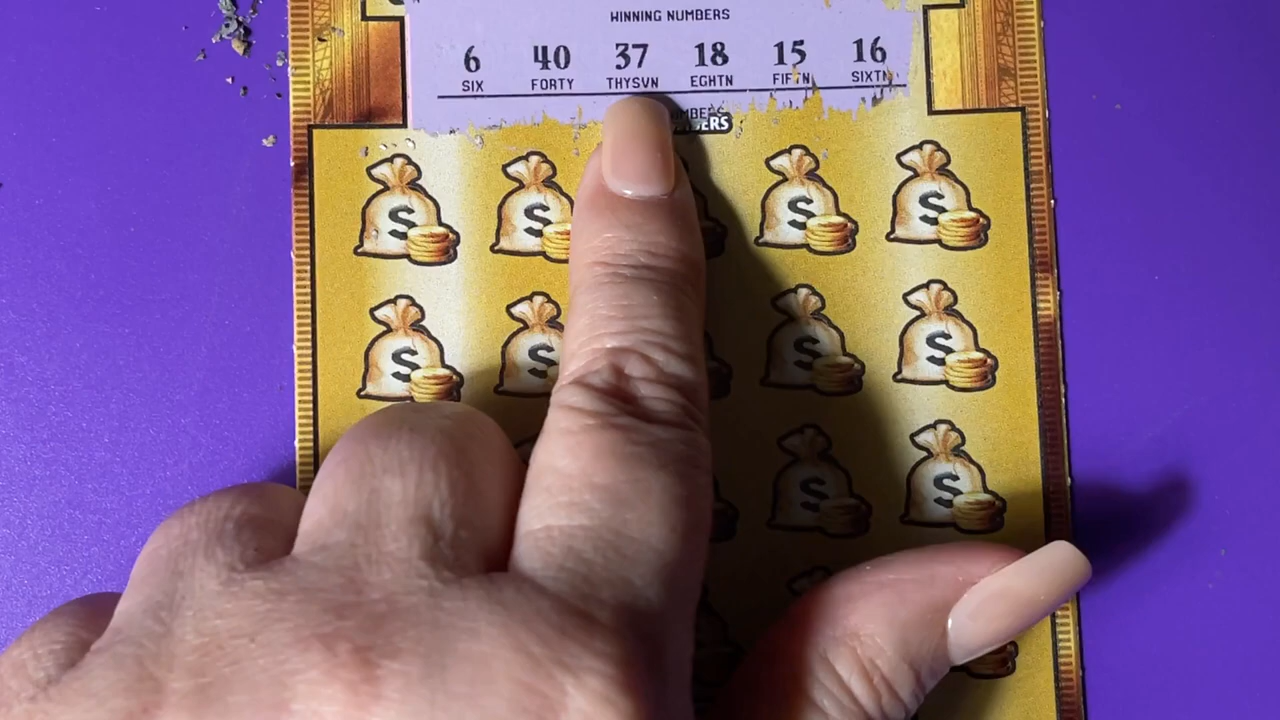 WINNING NUMBERS
6 40 37 18 15 16
SIX FORTY THYSVN EGHTN FIFTN SIXTN
$ $ $ $
$ $ $ $
$ $